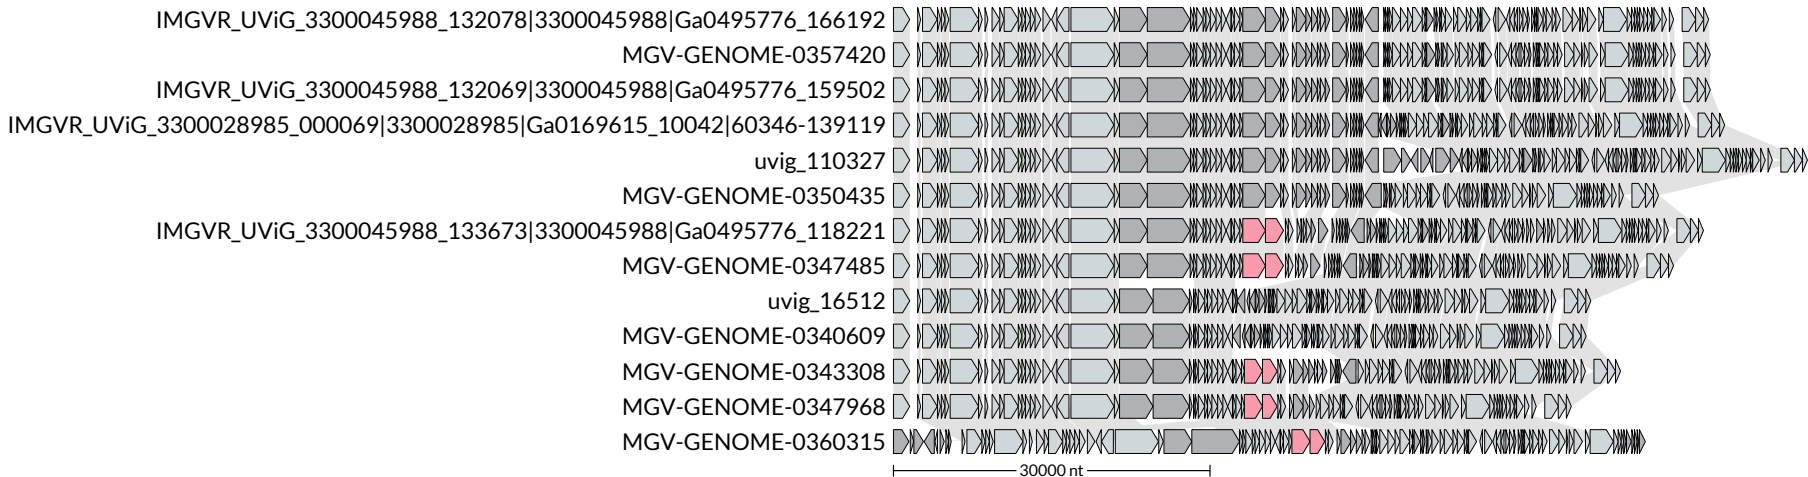 IMGVR_UViG_3300045988_132078|3300045988|Ga0495776_166192
MGV-GENOME-0357420
IMGVR_UViG_3300045988_132069|3300045988|Ga0495776_159502
IMGVR_UViG_3300028985_000069|3300028985|Ga0169615_10042|60346-139119
uvig_110327
MGV-GENOME-0350435
IMGVR_UViG_3300045988_133673|3300045988|Ga0495776_118221
MGV-GENOME-0347485
uvig_16512
MGV-GENOME-0340609
MGV-GENOME-0343308
MGV-GENOME-0347968
MGV-GENOME-0360315
30000 nt